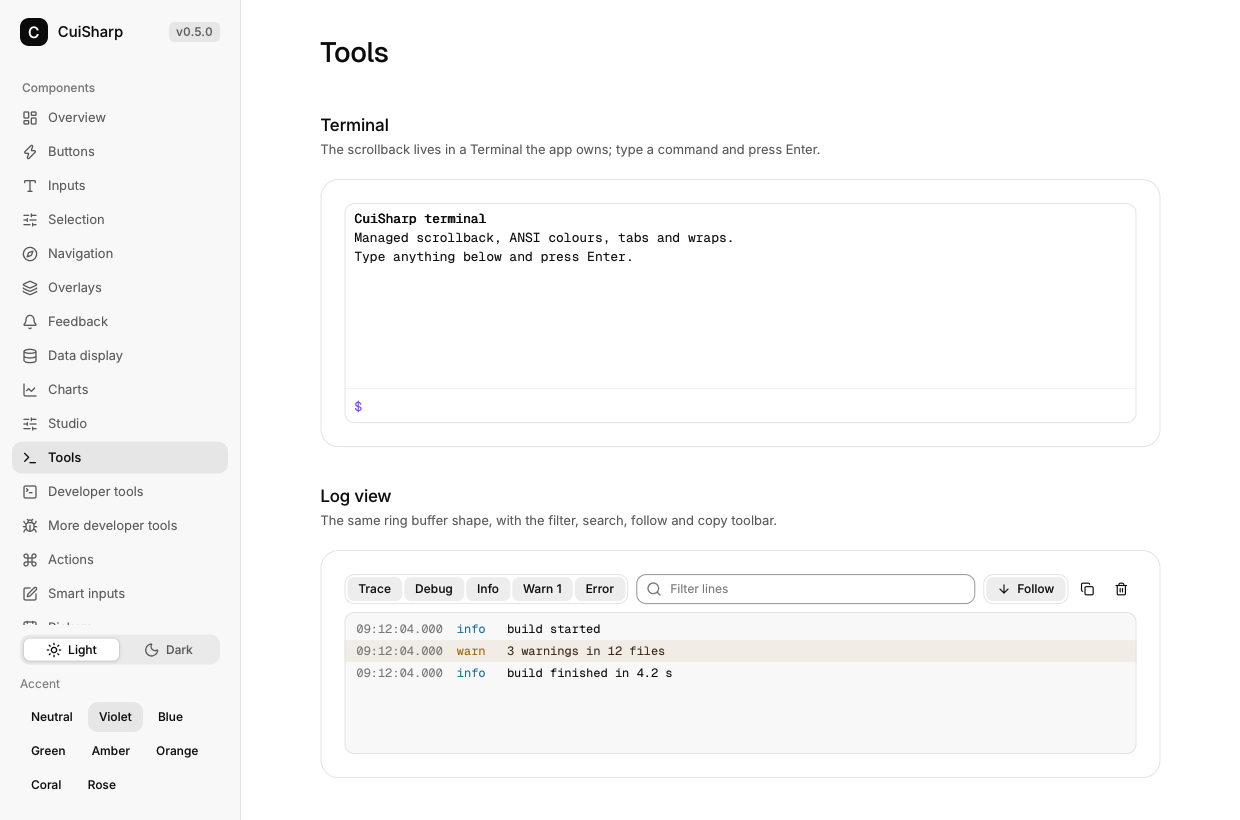 C CuiSharp v0.5.0
Components
Overview
Buttons
Inputs
Selection
Navigation
Overlays
Feedback
Data display
Charts
Studio
Tools
Developer tools
More developer tools
Actions
Smart inputs
Light Dark
Accent
Neutral Violet Blue
Green Amber Orange
Coral Rose
Tools
Terminal
The scrollback lives in a Terminal the app owns; type a command and press Enter.
CuiSharp terminal
Managed scrollback, ANSI colours, tabs and wraps.
Type anything below and press Enter.
$
Log view
The same ring buffer shape, with the filter, search, follow and copy toolbar.
Trace Debug Info Warn 1 Error Filter lines Follow
09:12:04.000 info build started
09:12:04.000 warn 3 warnings in 12 files
09:12:04.000 info build finished in 4.2 s